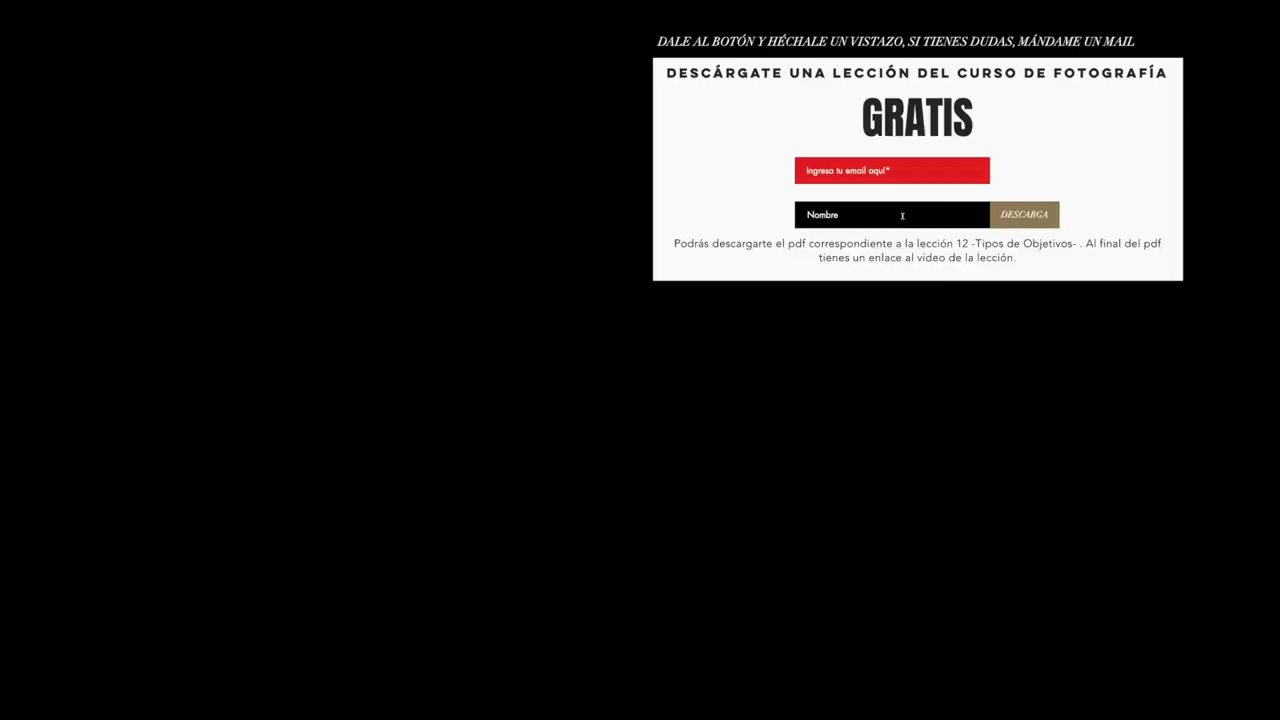 DALE AL BOTÓN Y HÉCHALE UN VISTAZO, SI TIENES DUDAS, MÁNDAME UN MAIL
DESCÁRGATE UNA LECCIÓN DEL CURSO DE FOTOGRAFÍA
GRATIS
Ingresa tu email aquí*
Nombre
DESCARGA
Podrás descargarte el pdf correspondiente a la lección 12 -Tipos de Objetivos- . Al final del pdf
tienes un enlace al video de la lección.